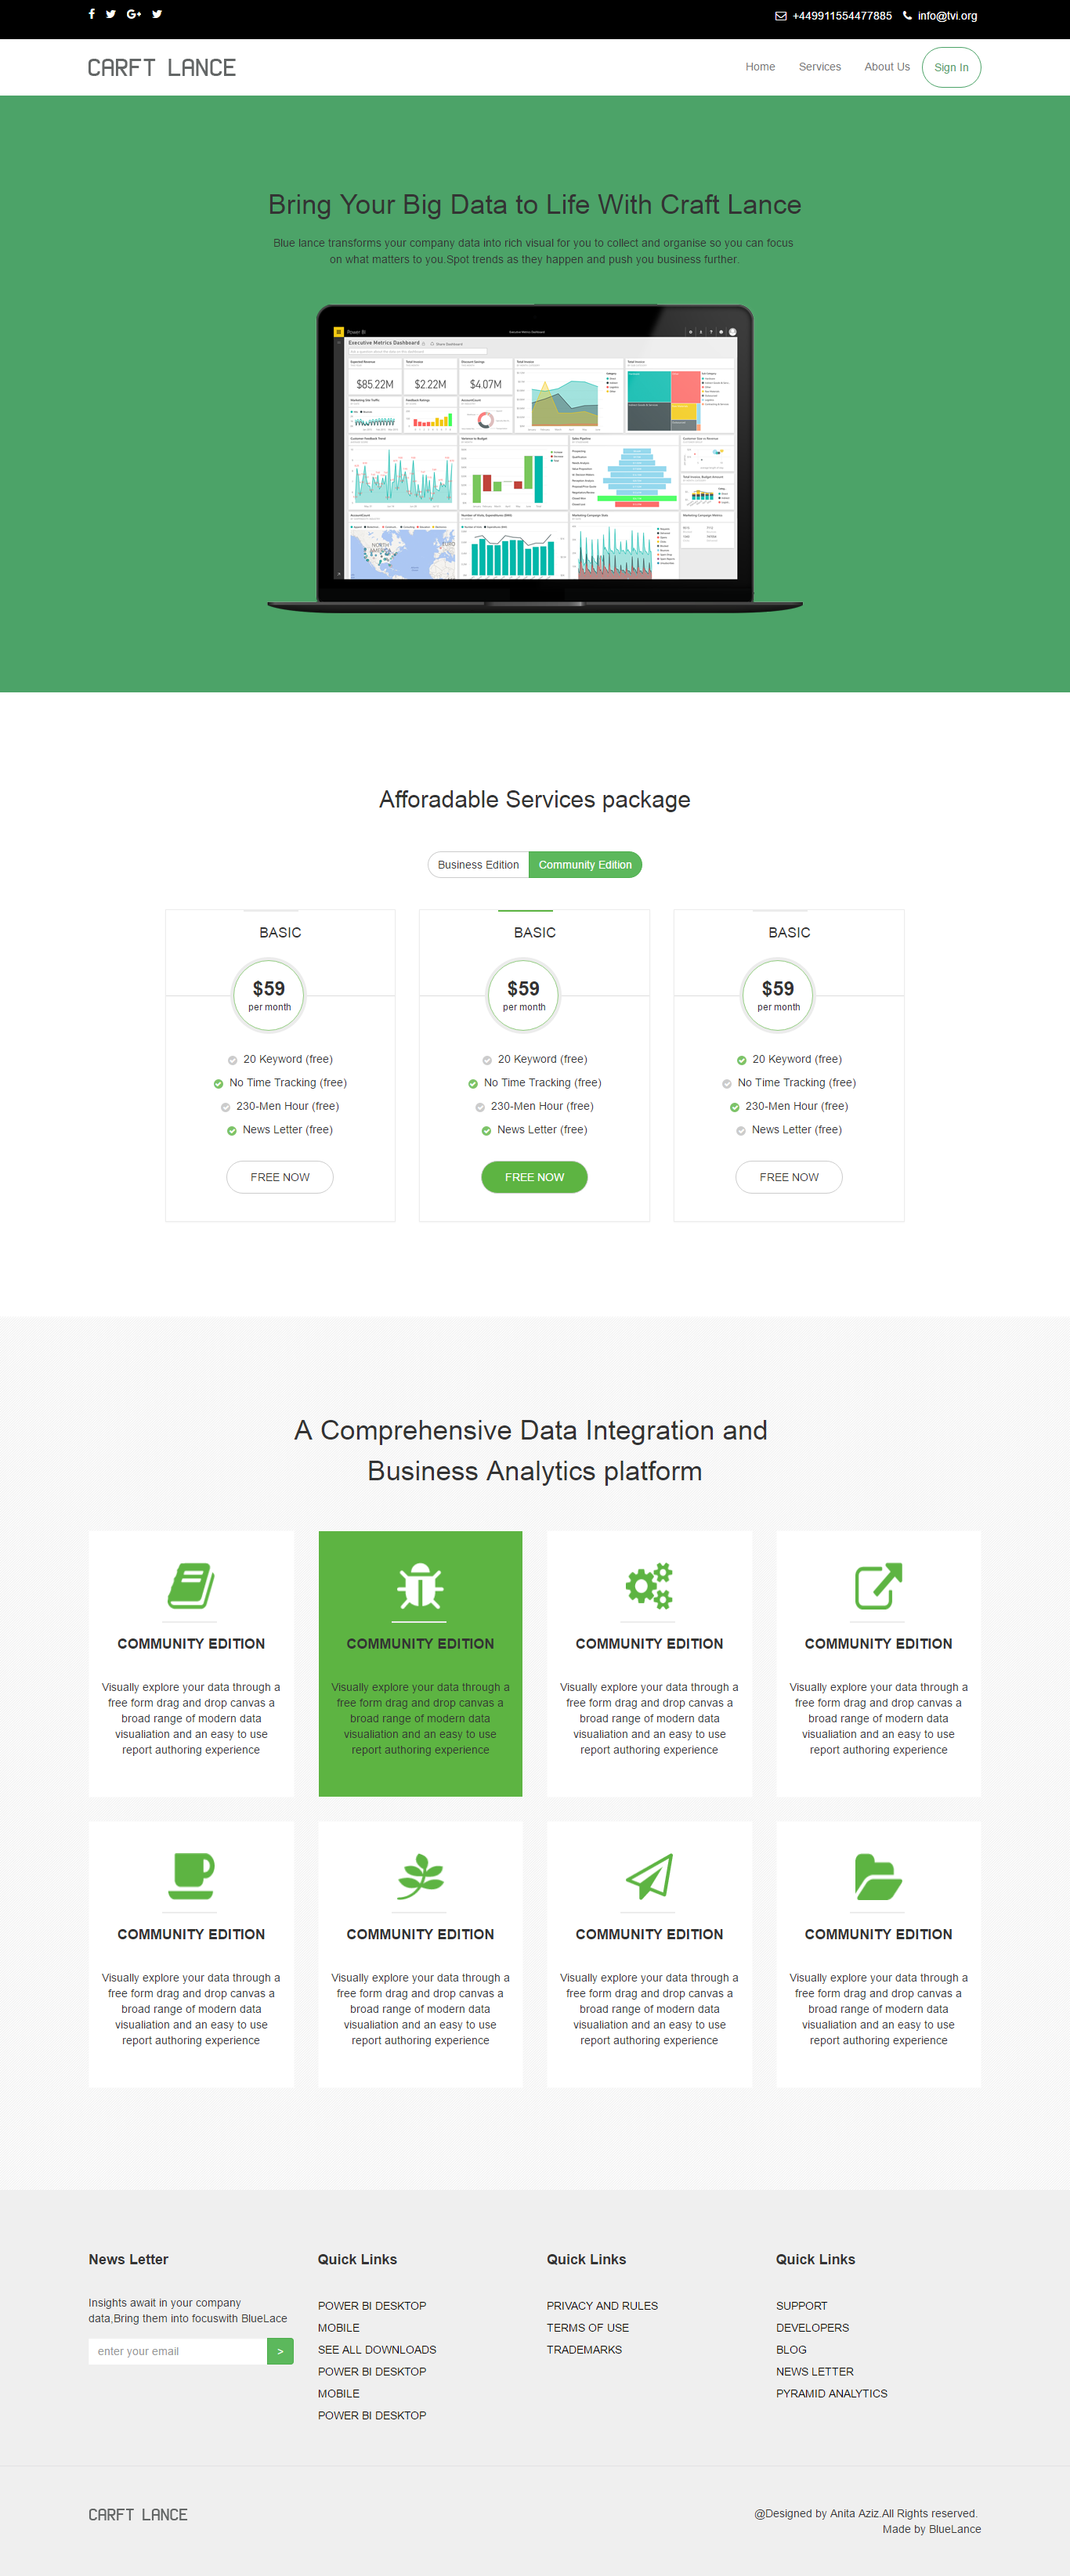 +449911554477885 info@tvi.org
CARFT LANCE
Home Services About Us Sign In
Bring Your Big Data to Life With Craft Lance
Blue lance transforms your company data into rich visual for you to collect and organise so you can focus
on what matters to you.Spot trends as they happen and push you business further.
Power BI
Executive Metrics Dashboard
$85.22M $2.22M $4.07M
Afforadable Services package
Business Edition Community Edition
BASIC
$59
per month
20 Keyword (free)
No Time Tracking (free)
230-Men Hour (free)
News Letter (free)
FREE NOW
BASIC
$59
per month
20 Keyword (free)
No Time Tracking (free)
230-Men Hour (free)
News Letter (free)
FREE NOW
BASIC
$59
per month
20 Keyword (free)
No Time Tracking (free)
230-Men Hour (free)
News Letter (free)
FREE NOW
A Comprehensive Data Integration and
Business Analytics platform
COMMUNITY EDITION
Visually explore your data through a
free form drag and drop canvas a
broad range of modern data
visualiation and an easy to use
report authoring experience
COMMUNITY EDITION
Visually explore your data through a
free form drag and drop canvas a
broad range of modern data
visualiation and an easy to use
report authoring experience
COMMUNITY EDITION
Visually explore your data through a
free form drag and drop canvas a
broad range of modern data
visualiation and an easy to use
report authoring experience
COMMUNITY EDITION
Visually explore your data through a
free form drag and drop canvas a
broad range of modern data
visualiation and an easy to use
report authoring experience
COMMUNITY EDITION
Visually explore your data through a
free form drag and drop canvas a
broad range of modern data
visualiation and an easy to use
report authoring experience
COMMUNITY EDITION
Visually explore your data through a
free form drag and drop canvas a
broad range of modern data
visualiation and an easy to use
report authoring experience
COMMUNITY EDITION
Visually explore your data through a
free form drag and drop canvas a
broad range of modern data
visualiation and an easy to use
report authoring experience
COMMUNITY EDITION
Visually explore your data through a
free form drag and drop canvas a
broad range of modern data
visualiation and an easy to use
report authoring experience
News Letter
Insights await in your company
data,Bring them into focuswith BlueLace
enter your email >
Quick Links
POWER BI DESKTOP
MOBILE
SEE ALL DOWNLOADS
POWER BI DESKTOP
MOBILE
POWER BI DESKTOP
Quick Links
PRIVACY AND RULES
TERMS OF USE
TRADEMARKS
Quick Links
SUPPORT
DEVELOPERS
BLOG
NEWS LETTER
PYRAMID ANALYTICS
CARFT LANCE
@Designed by Anita Aziz.All Rights reserved.
Made by BlueLance